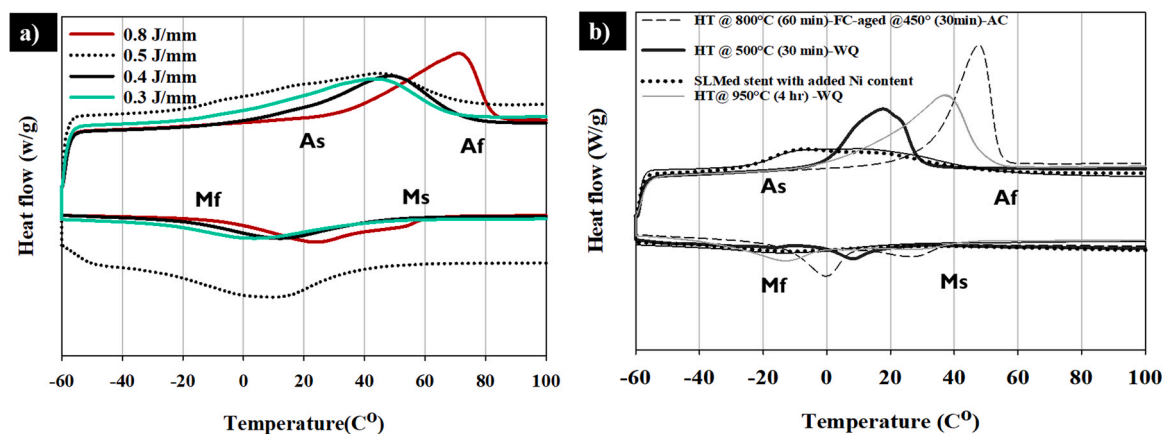 a)
0.8 J/mm
0.5 J/mm
0.4 J/mm
0.3 J/mm
As
Af
Mf
Ms
Heat flow (w/g)
-60 -40 -20 0 20 40 60 80 100
Temperature(C⁰)
b)
HT @ 800°C (60 min)-FC-aged @450° (30min)-AC
HT @ 500°C (30 min)-WQ
SLMed stent with added Ni content
HT@ 950°C (4 hr) -WQ
As
Af
Mf
Ms
Heat flow (W/g)
-60 -40 -20 0 20 40 60 80 100
Temperature (C⁰)